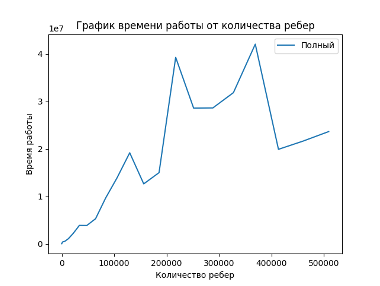 График времени работы от количества ребер
1e7
Полный
4
3
2
1
0
Время работы
0 100000 200000 300000 400000 500000
Количество ребер